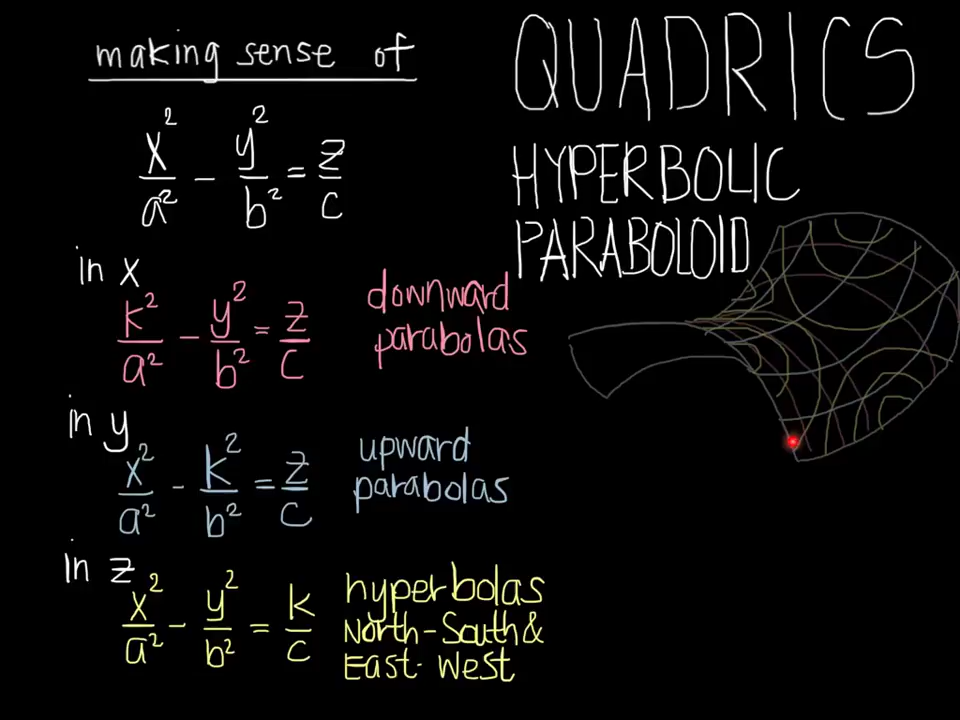 making sense of
x²/a² - y²/b² = z/c
in x
k²/a² - y²/b² = z/c
downward
parabolas
in y
x²/a² - k²/b² = z/c
upward
parabolas
in z
x²/a² - y²/b² = k/c
hyperbolas
North-South &
East-West
QUADRICS
HYPERBOLIC
PARABOLOID